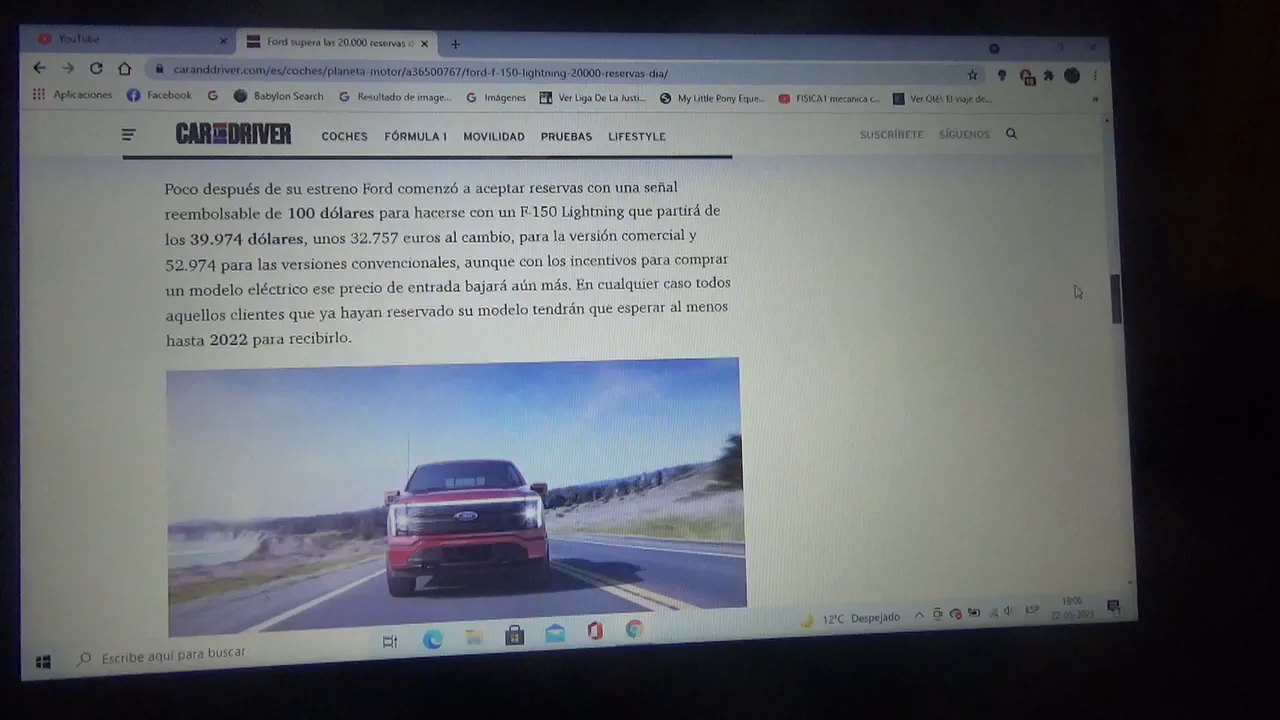 YouTube
Ford supera las 20.000 reservas d
caranddriver.com/es/coches/planeta-motor/a36500767/ford-f-150-lightning-20000-reservas-dia/
Aplicaciones Facebook Babylon Search Resultado de image... Imágenes Ver Liga De La Justi... My Little Pony Eque... FISICA1 mecanica c... Ver Olé!: El viaje de...
CAR AND DRIVER COCHES FÓRMULA 1 MOVILIDAD PRUEBAS LIFESTYLE SUSCRÍBETE SÍGUENOS
Poco después de su estreno Ford comenzó a aceptar reservas con una señal
reembolsable de 100 dólares para hacerse con un F-150 Lightning que partirá de
los 39.974 dólares, unos 32.757 euros al cambio, para la versión comercial y
52.974 para las versiones convencionales, aunque con los incentivos para comprar
un modelo eléctrico ese precio de entrada bajará aún más. En cualquier caso todos
aquellos clientes que ya hayan reservado su modelo tendrán que esperar al menos
hasta 2022 para recibirlo.
Ford
Escribe aquí para buscar
12°C Despejado
ESP
22-05-2021